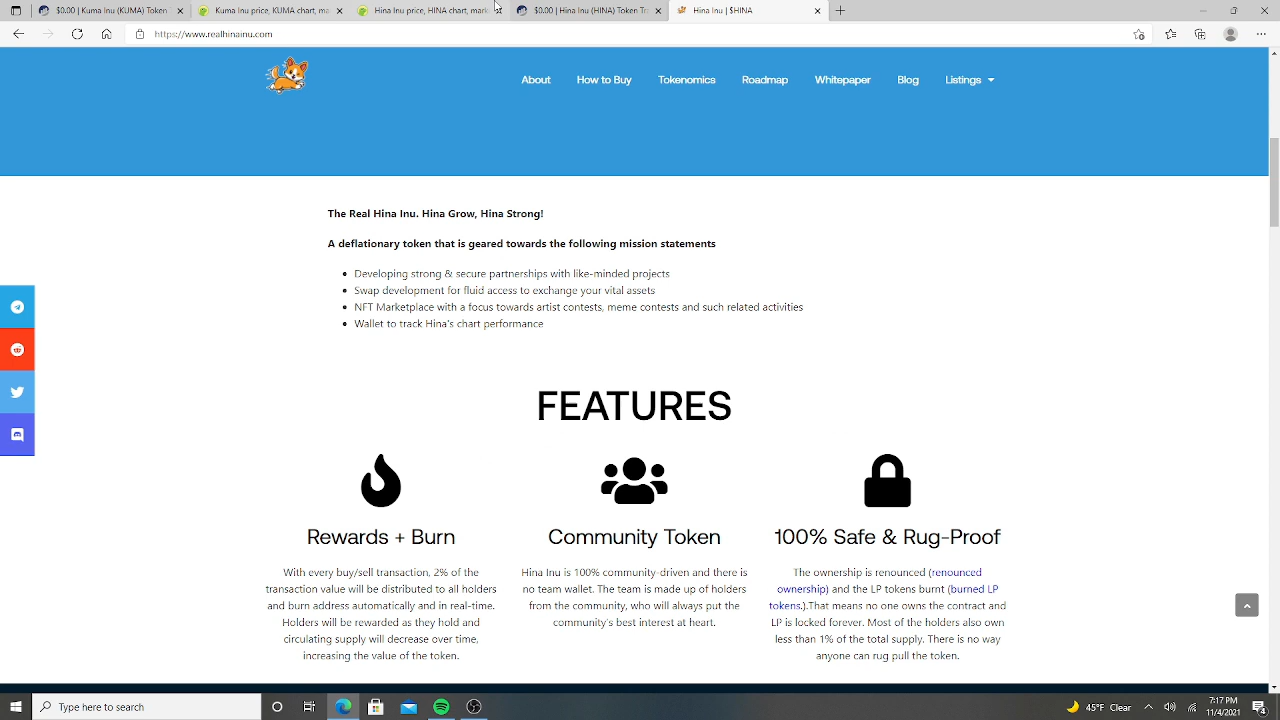 $0.00 | Kuma Inu (KUMA) Token
Kuma Inu price, KUMA chart, ma
Hina Inu price, HINA chart, mark
$0.00 | Hina Inu (HINA) Token Tr
Hina Inu | $HINA
https://www.realhinainu.com
About How to Buy Tokenomics Roadmap Whitepaper Blog Listings
The Real Hina Inu. Hina Grow, Hina Strong!
A deflationary token that is geared towards the following mission statements
• Developing strong & secure partnerships with like-minded projects
• Swap development for fluid access to exchange your vital assets
• NFT Marketplace with a focus towards artist contests, meme contests and such related activities
• Wallet to track Hina's chart performance
FEATURES
Rewards + Burn
With every buy/sell transaction, 2% of the
transaction value will be distributed to all holders
and burn address automatically and in real-time.
Holders will be rewarded as they hold and
circulating supply will decrease over time,
increasing the value of the token.
Community Token
Hina Inu is 100% community-driven and there is
no team wallet. The team is made up of holders
from the community, who will always put the
community's best interest at heart.
100% Safe & Rug-Proof
The ownership is renounced (renounced
ownership) and the LP tokens burnt (burned LP
tokens.).That means no one owns the contract and
LP is locked forever. Most of the holders also own
less than 1% of the total supply. There is no way
anyone can rug pull the token.
Type here to search
45°F Clear
7:17 PM
11/4/2021